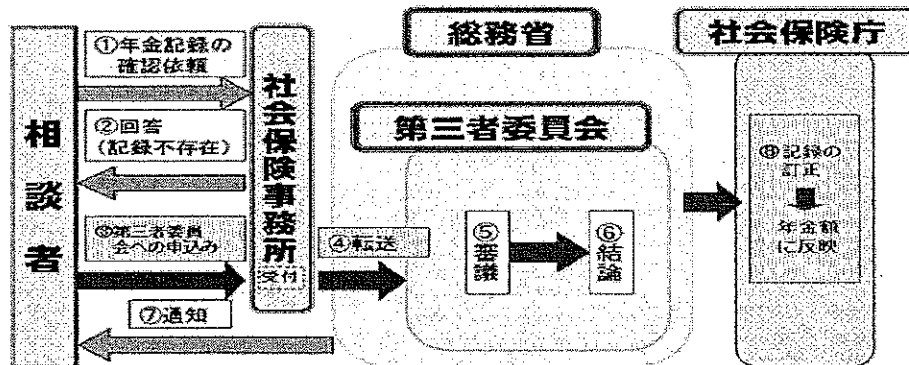 相談者
①年金記録の
確認依頼
②回答
(記録不存在)
③第三者委員
会への申込み
⑦通知
社会保険事務所
受付
④転送
総務省
第三者委員会
⑤審議
⑥結論
社会保険庁
⑧記録の
訂正
年金額
に反映